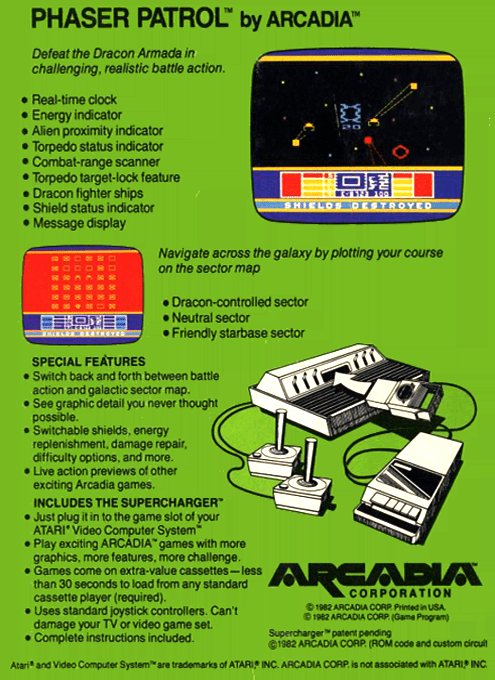 PHASER PATROL™ by ARCADIA™
Defeat the Dracon Armada in
challenging, realistic battle action.
• Real-time clock
• Energy indicator
• Alien proximity indicator
• Torpedo status indicator
• Combat-range scanner
• Torpedo target-lock feature
• Dracon fighter ships
• Shield status indicator
• Message display
SHIELDS DESTROYED
Navigate across the galaxy by plotting your course
on the sector map
• Dracon-controlled sector
• Neutral sector
• Friendly starbase sector
SHIELDS DESTROYED
SPECIAL FEATURES
• Switch back and forth between battle
action and galactic sector map.
• See graphic detail you never thought
possible.
• Switchable shields, energy
replenishment, damage repair,
difficulty options, and more.
• Live action previews of other
exciting Arcadia games.
INCLUDES THE SUPERCHARGER™
• Just plug it in to the game slot of your
ATARI® Video Computer System™
• Play exciting ARCADIA™ games with more
graphics, more features, more challenge.
• Games come on extra-value cassettes—less
than 30 seconds to load from any standard
cassette player (required).
• Uses standard joystick controllers. Can't
damage your TV or video game set.
• Complete instructions included.
ARCADIA™
CORPORATION
© 1982 ARCADIA CORP. Printed in USA.
© 1982 ARCADIA CORP. (Game Program)
Supercharger™ patent pending
©1982 ARCADIA CORP. (ROM code and custom circuit
Atari® and Video Computer System™ are trademarks of ATARI,® INC. ARCADIA CORP. is not associated with ATARI,® INC